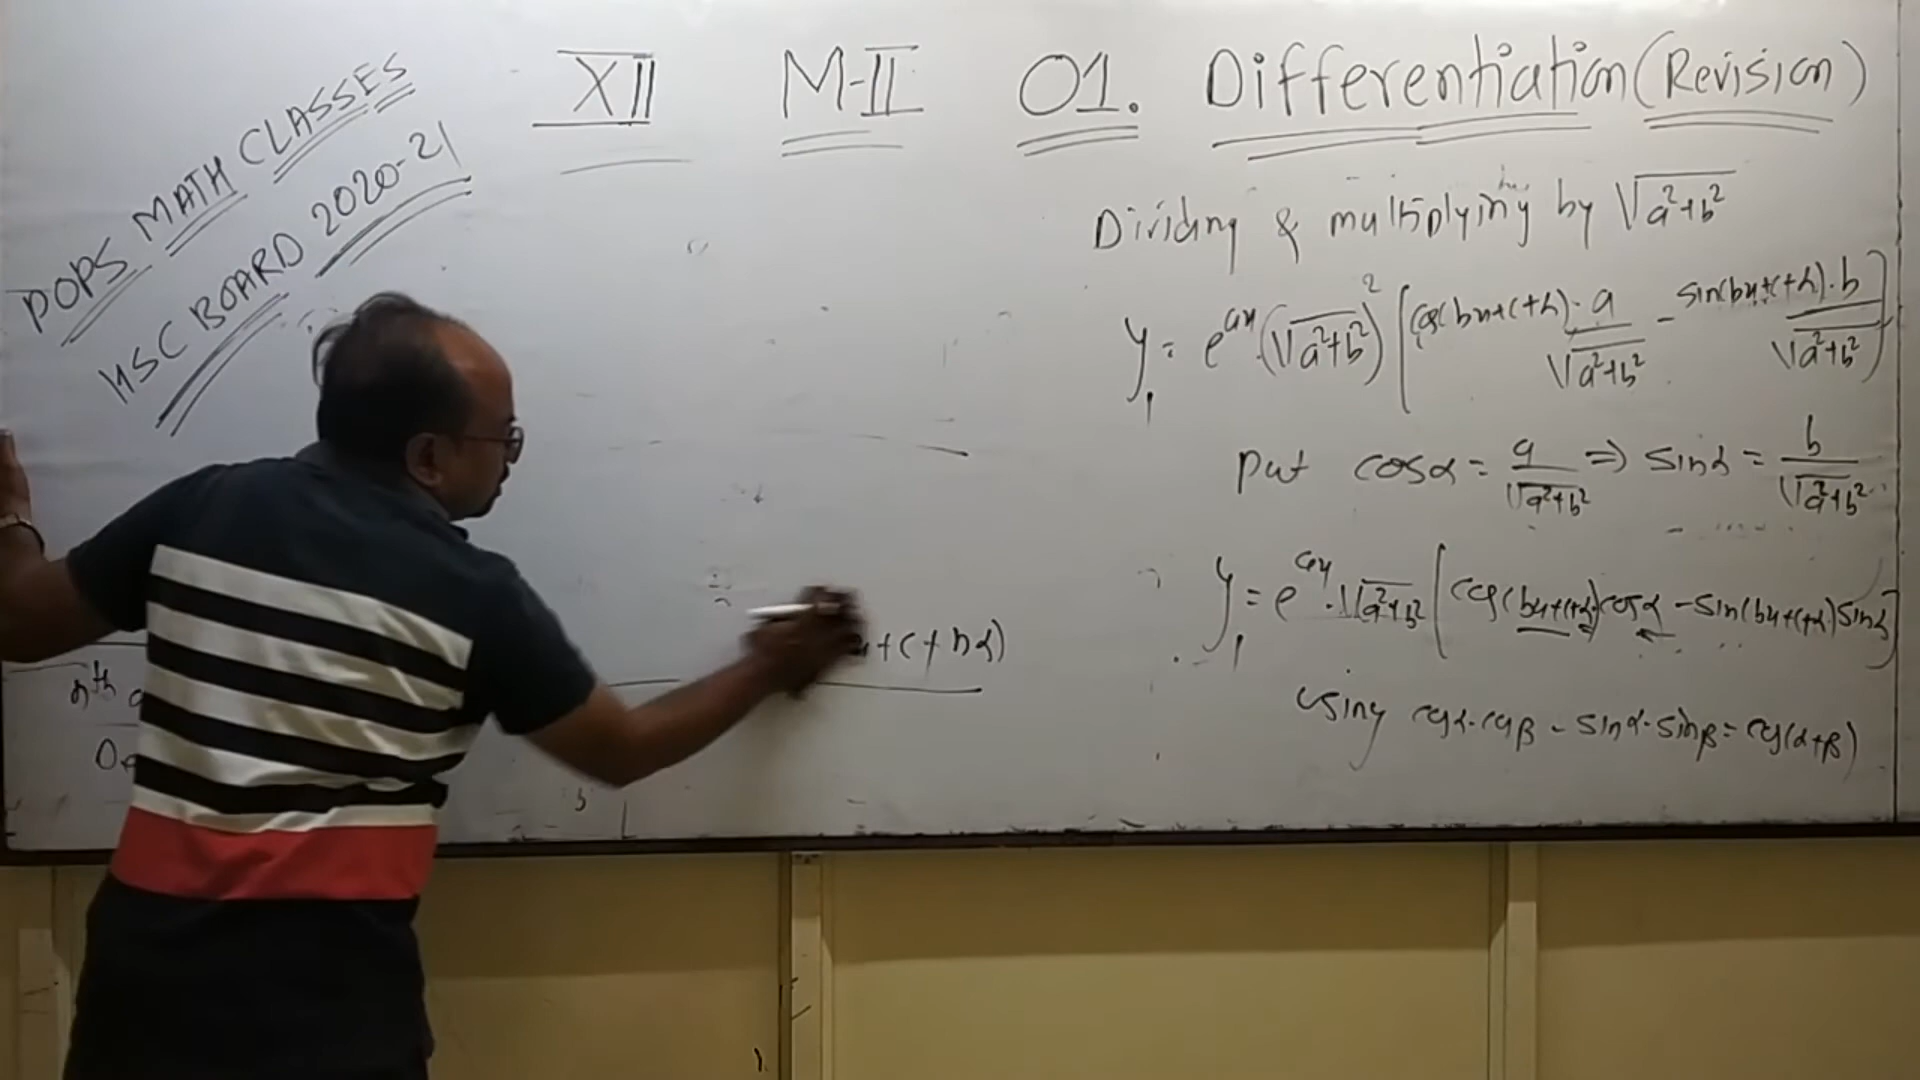 POPS MATH CLASSES
HSC BOARD 2020-21
XII M-II 01. Differentiation (Revision)
Dividing & multiplying by √a²+b²
y₁ = e^ax.(√a²+b²)² [cos(bx+c+α).a/√a²+b² - sin(bx+c+α).b/√a²+b²]
put cosα = a/√a²+b² ⇒ sinα = b/√a²+b²
y₁ = e^ax.√a²+b² [cos(bx+c+α)cosα - sin(bx+c+α)sinα]
using cosα.cosβ - sinα.sinβ = cos(α+β)
+c+nα)
nth